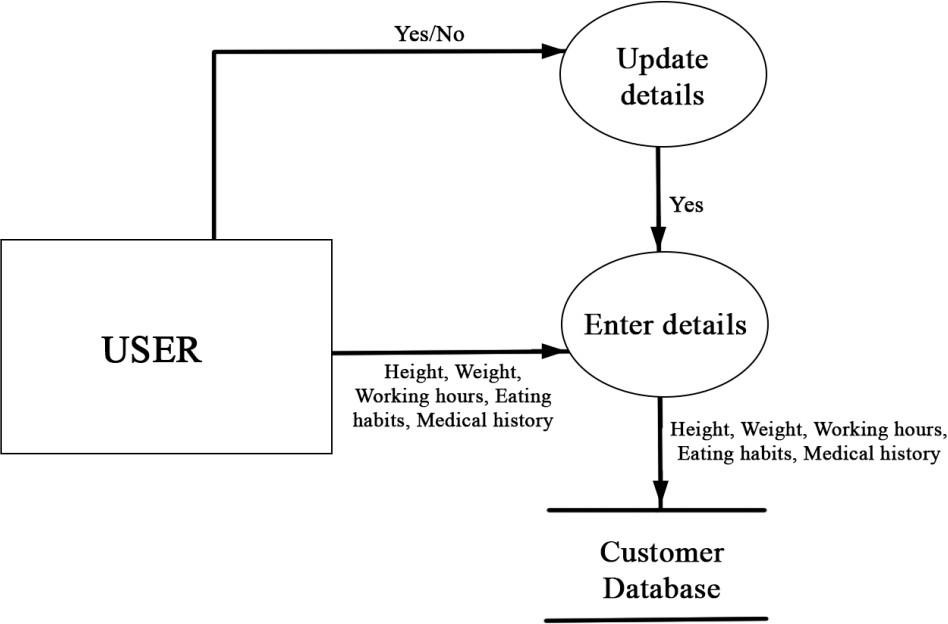 Yes/No
Update
details
Yes
USER
Enter details
Height, Weight,
Working hours, Eating
habits, Medical history
Height, Weight, Working hours,
Eating habits, Medical history
Customer
Database